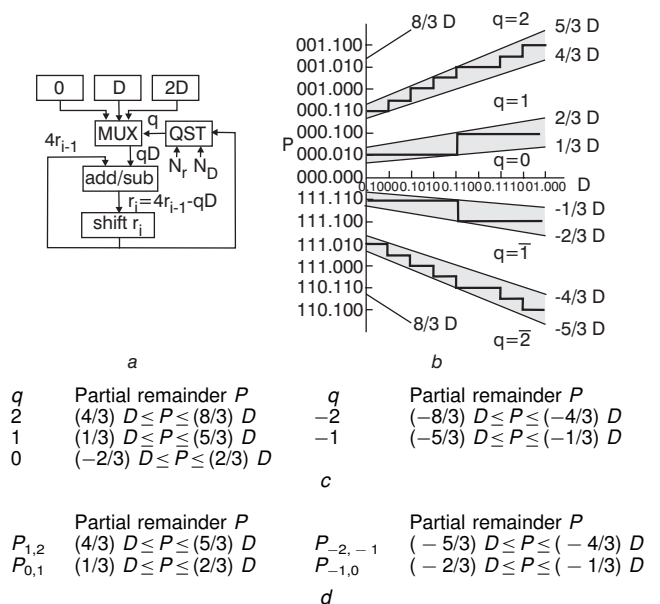 0
D
2D
q
MUX
QST
4r_{i-1}
qD
N_r
N_D
add/sub
r_i=4r_{i-1}-qD
shift r_i
a
8/3 D
q=2
5/3 D
4/3 D
001.100
001.010
001.000
000.110
q=1
2/3 D
000.100
P
1/3 D
000.010
q=0
000.000
0.1000
0.1010
0.1100
0.1110
01.000
D
111.110
-1/3 D
111.100
-2/3 D
q=1̅
111.010
111.000
110.110
-4/3 D
110.100
8/3 D
q=2̅
-5/3 D
b
q Partial remainder P
2 (4/3) D ≤ P ≤ (8/3) D
1 (1/3) D ≤ P ≤ (5/3) D
0 (−2/3) D ≤ P ≤ (2/3) D
q Partial remainder P
−2 (−8/3) D ≤ P ≤ (−4/3) D
−1 (−5/3) D ≤ P ≤ (−1/3) D
c
Partial remainder P
P_{1,2} (4/3) D ≤ P ≤ (5/3) D
P_{0,1} (1/3) D ≤ P ≤ (2/3) D
Partial remainder P
P_{−2, −1} ( − 5/3) D ≤ P ≤ ( − 4/3) D
P_{−1,0} ( − 2/3) D ≤ P ≤ ( − 1/3) D
d